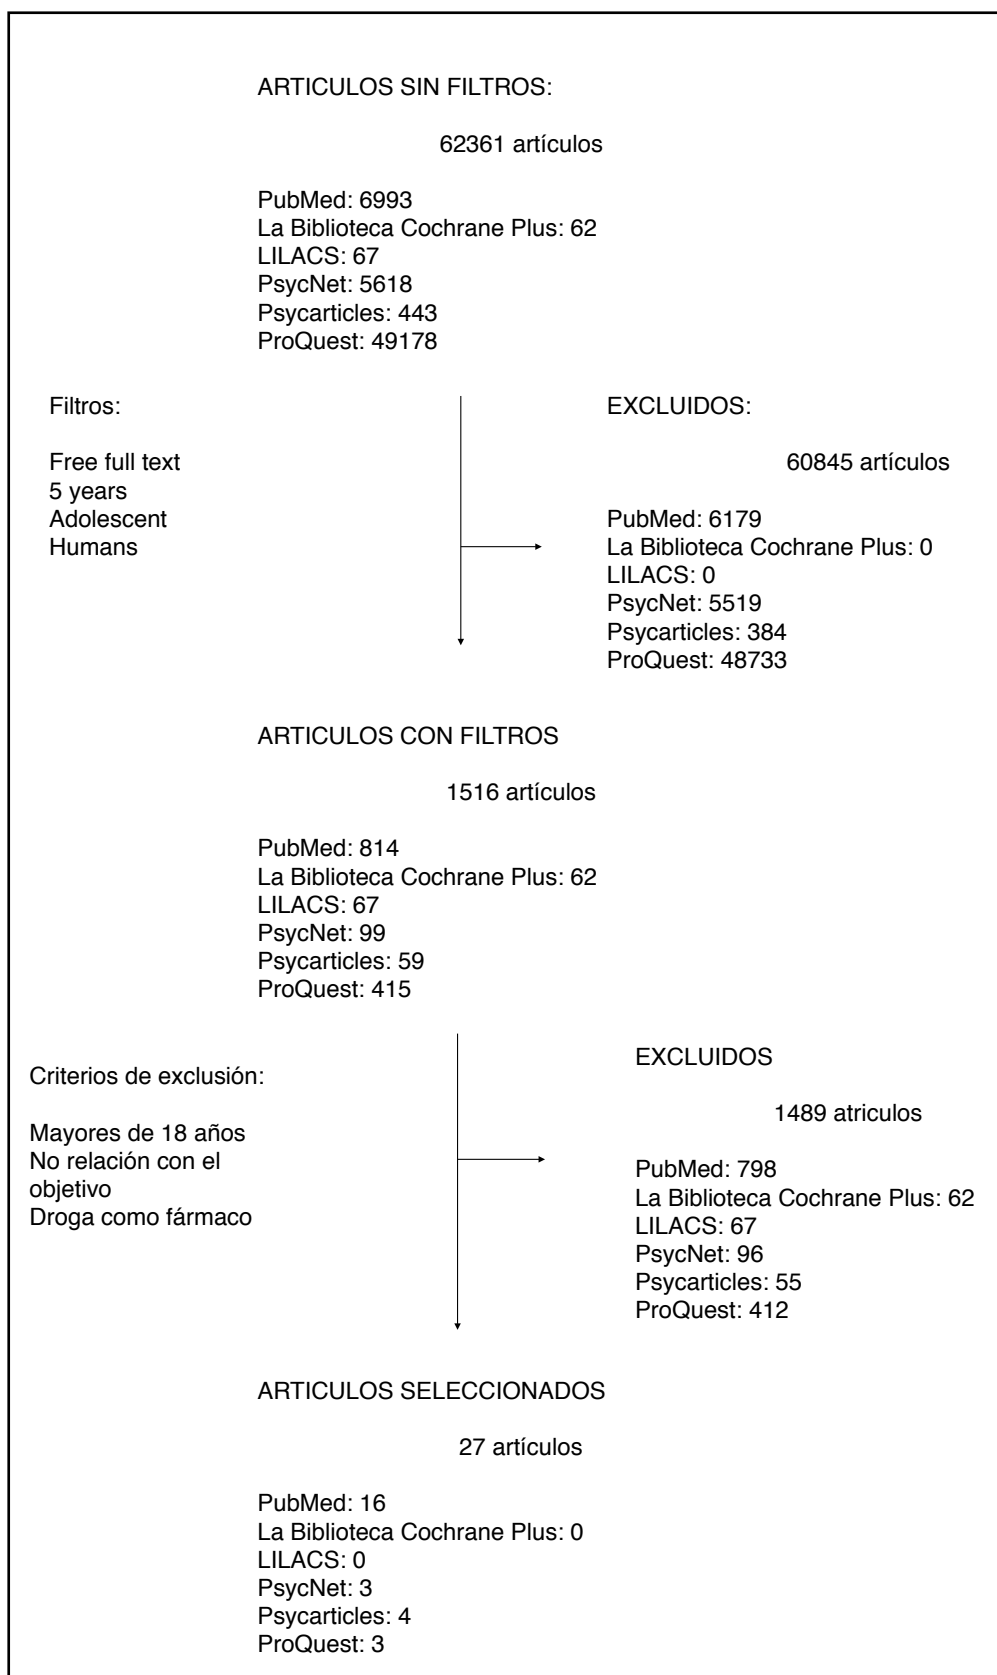 ARTICULOS SIN FILTROS:
62361 artículos
PubMed: 6993
La Biblioteca Cochrane Plus: 62
LILACS: 67
PsycNet: 5618
Psycarticles: 443
ProQuest: 49178
Filtros:
Free full text
5 years
Adolescent
Humans
EXCLUIDOS:
60845 artículos
PubMed: 6179
La Biblioteca Cochrane Plus: 0
LILACS: 0
PsycNet: 5519
Psycarticles: 384
ProQuest: 48733
ARTICULOS CON FILTROS
1516 artículos
PubMed: 814
La Biblioteca Cochrane Plus: 62
LILACS: 67
PsycNet: 99
Psycarticles: 59
ProQuest: 415
Criterios de exclusión:
Mayores de 18 años
No relación con el
objetivo
Droga como fármaco
EXCLUIDOS
1489 atriculos
PubMed: 798
La Biblioteca Cochrane Plus: 62
LILACS: 67
PsycNet: 96
Psycarticles: 55
ProQuest: 412
ARTICULOS SELECCIONADOS
27 artículos
PubMed: 16
La Biblioteca Cochrane Plus: 0
LILACS: 0
PsycNet: 3
Psycarticles: 4
ProQuest: 3